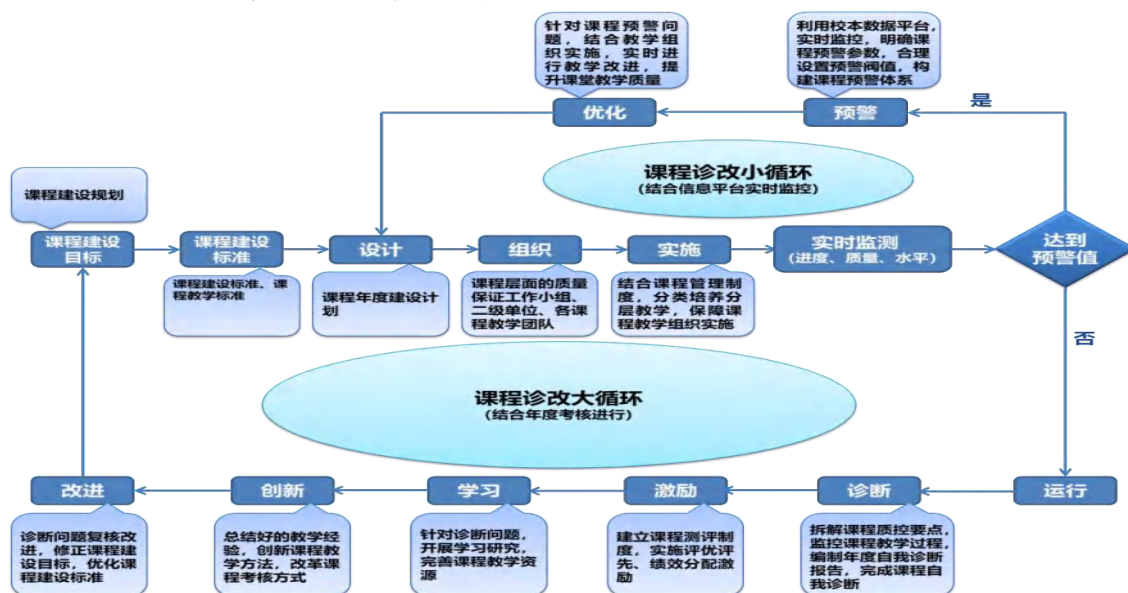 针对课程预警问
题，结合教学组
织实施，实时进
行教学改进，提
升课堂教学质量
利用校本数据平台，
实时监控，明确课
程预警参数，合理
设置预警阀值，构
建课程预警体系
优化
预警
是
课程诊改小循环
（结合信息平台实时监控）
课程建设规划
课程建设
目标
课程建设
标准
设计
组织
实施
实时监测
（进度、质量、水平）
达到
预警值
课程建设标准、课
程教学标准
课程年度建设计
划
课程层面的质量
保证工作小组、
二级单位、各课
程教学团队
结合课程管理制
度，分类培养分
层教学，保障课
程教学组织实施
否
课程诊改大循环
（结合年度考核进行）
改进
创新
学习
激励
诊断
运行
诊断问题复核改
进，修正课程建
设目标，优化课
程建设标准
总结好的教学经
验，创新课程教
学方法，改革课
程考核方式
针对诊断问题，
开展学习研究，
完善课程教学资
源
建立课程测评制
度，实施评优评
先、绩效分配激
励
拆解课程质控要点，
监控课程教学过程，
编制年度自我诊断
报告，完成课程自
我诊断